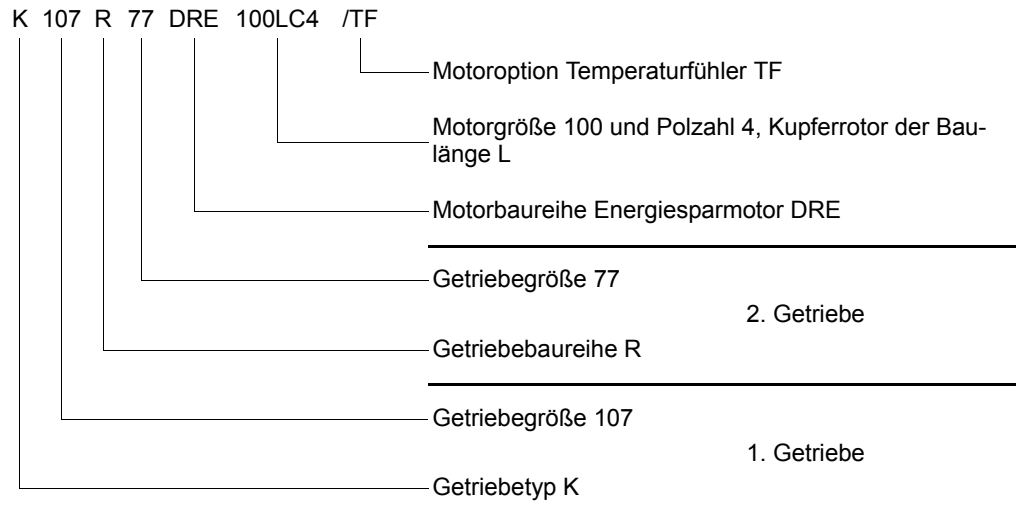 K 107 R 77 DRE 100LC4 /TF
Motoroption Temperaturfühler TF
Motorgröße 100 und Polzahl 4, Kupferrotor der Bau-
länge L
Motorbaureihe Energiesparmotor DRE
Getriebegröße 77
2. Getriebe
Getriebebaureihe R
Getriebegröße 107
1. Getriebe
Getriebetyp K